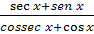 sec x+sen x
cossec x+cos x